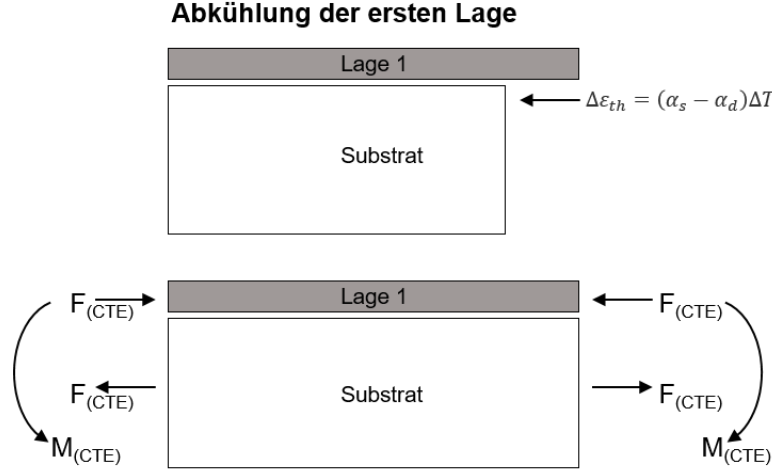 Abkühlung der ersten Lage
Lage 1
Δε_th = (α_s − α_d)ΔT
Substrat
F(CTE)
Lage 1
F(CTE)
F(CTE)
Substrat
F(CTE)
M(CTE)
M(CTE)